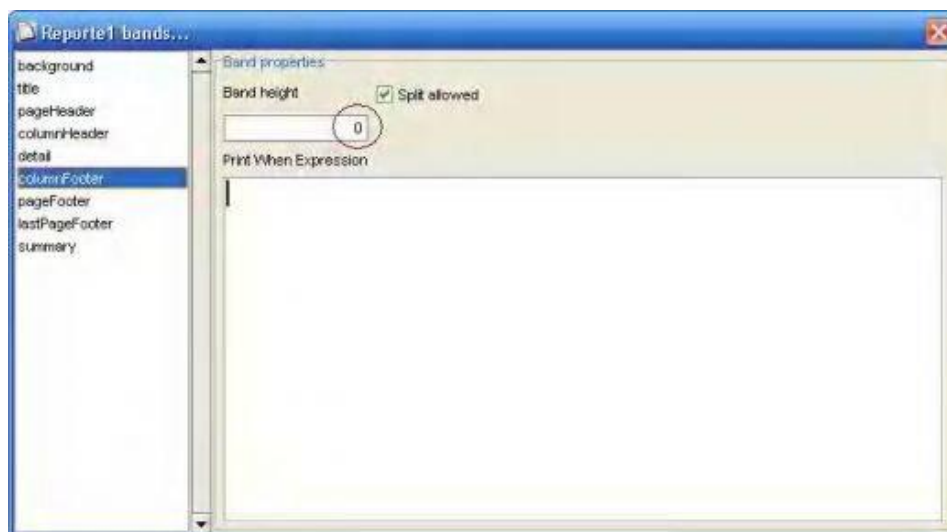 Reporte1 bands...
background
title
pageHeader
columnHeader
detail
columnFooter
pageFooter
lastPageFooter
summary
Band properties
Band height
Split allowed
0
Print When Expression